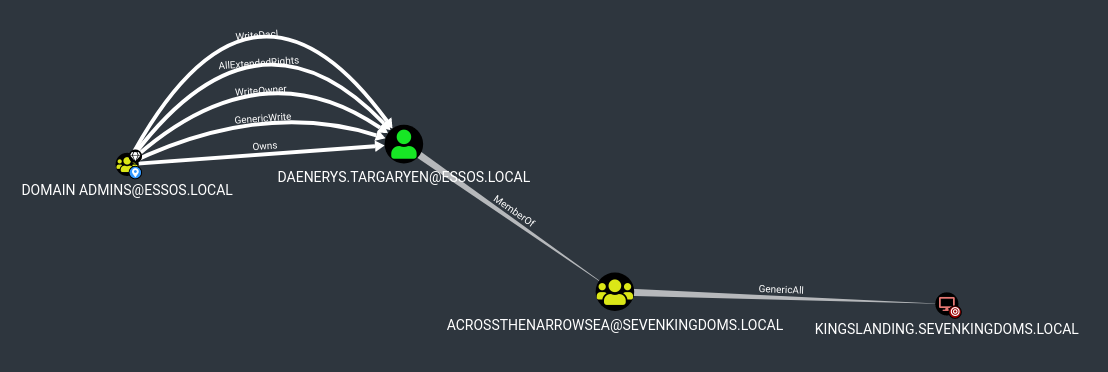 WriteDacl
AllExtendedRights
WriteOwner
GenericWrite
Owns
DOMAIN ADMINS@ESSOS.LOCAL
DAENERYS.TARGARYEN@ESSOS.LOCAL
MemberOf
GenericAll
ACROSSTHENARROWSEA@SEVENKINGDOMS.LOCAL
KINGSLANDING.SEVENKINGDOMS.LOCAL